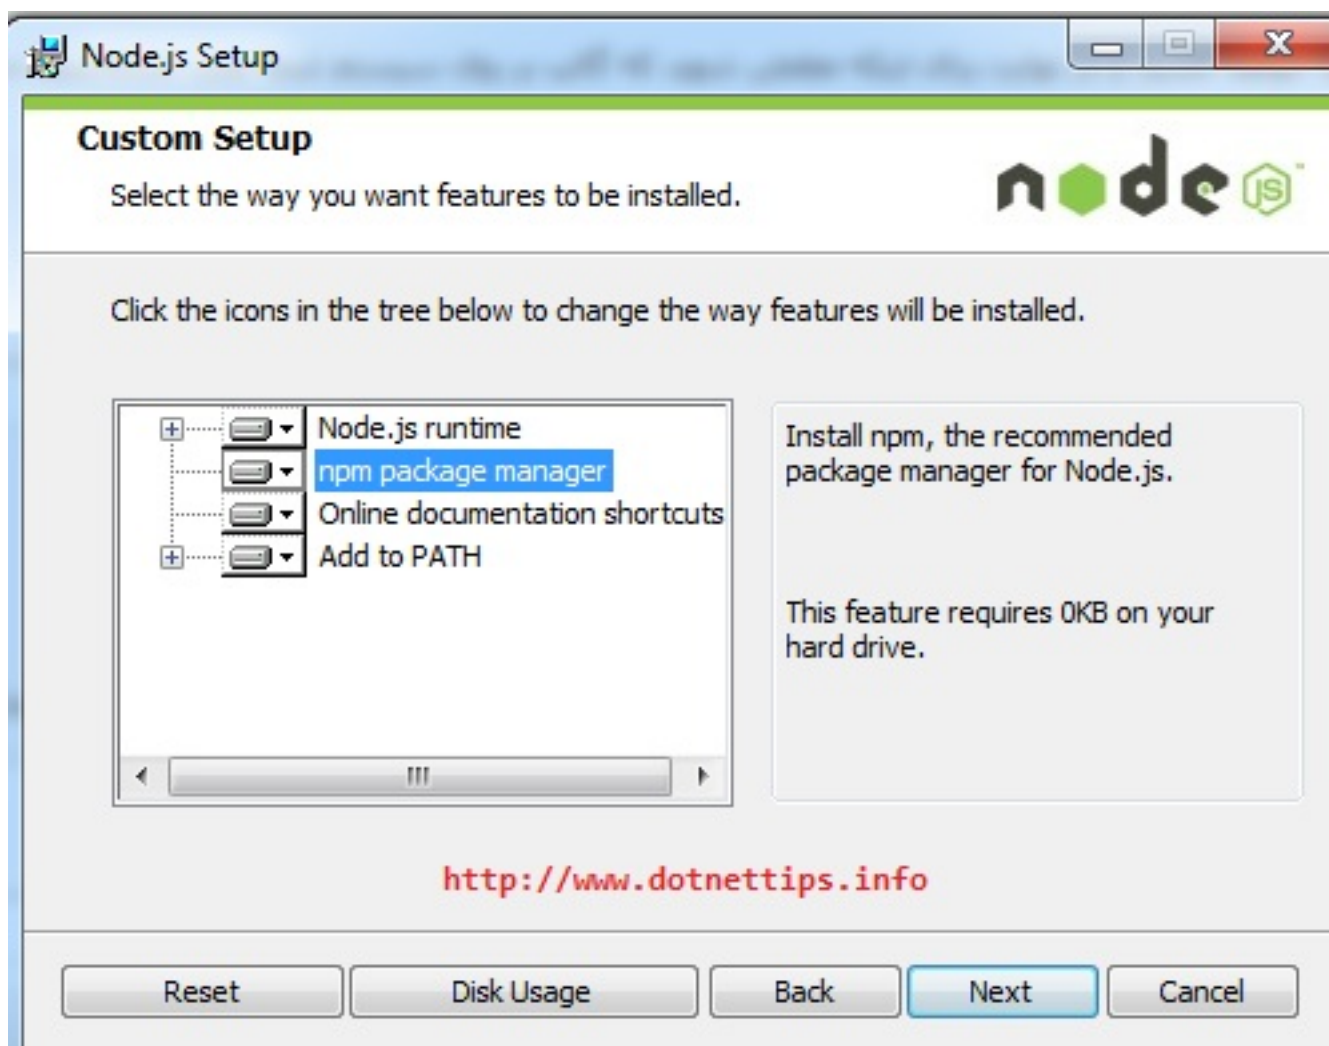 Node.js Setup
Custom Setup
Select the way you want features to be installed.
node JS
Click the icons in the tree below to change the way features will be installed.
Node.js runtime
npm package manager
Online documentation shortcuts
Add to PATH
Install npm, the recommended
package manager for Node.js.
This feature requires 0KB on your
hard drive.
http://www.dotnettips.info
Reset
Disk Usage
Back
Next
Cancel